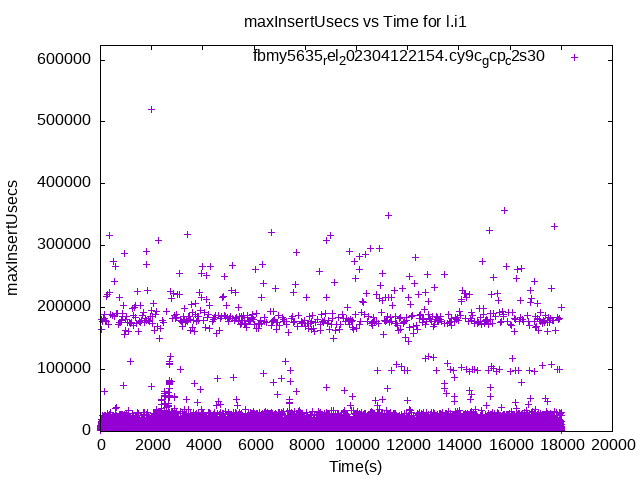 maxInsertUsecs vs Time for l.i1
fbmy5635rel202304122154.cy9cgcpc2s30
600000
500000
400000
300000
200000
100000
0
maxInsertUsecs
0 2000 4000 6000 8000 10000 12000 14000 16000 18000 20000
Time(s)